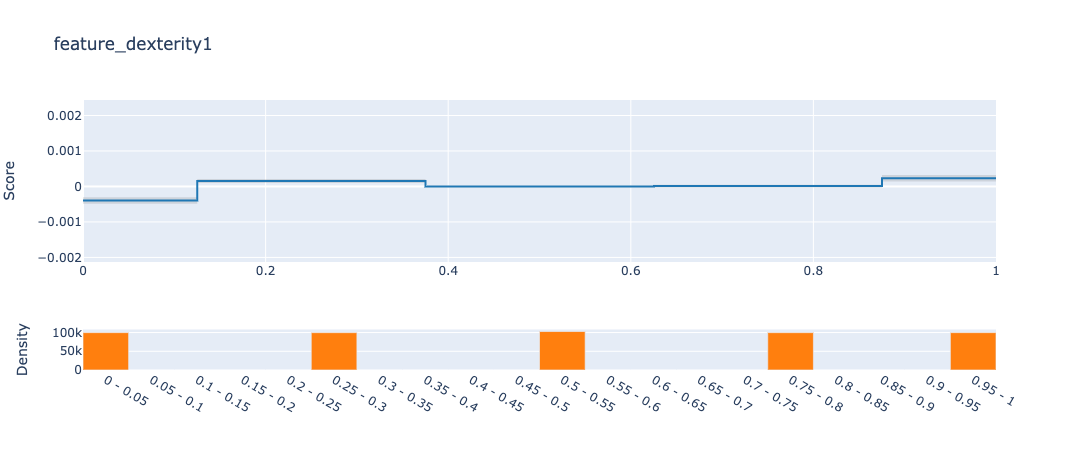 feature_dexterity1
Score
0.002
0.001
0
−0.001
−0.002
0 0.2 0.4 0.6 0.8 1
Density
100k
50k
0
0 - 0.05 0.05 - 0.1 0.1 - 0.15 0.15 - 0.2 0.2 - 0.25 0.25 - 0.3 0.3 - 0.35 0.35 - 0.4 0.4 - 0.45 0.45 - 0.5 0.5 - 0.55 0.55 - 0.6 0.6 - 0.65 0.65 - 0.7 0.7 - 0.75 0.75 - 0.8 0.8 - 0.85 0.85 - 0.9 0.9 - 0.95 0.95 - 1